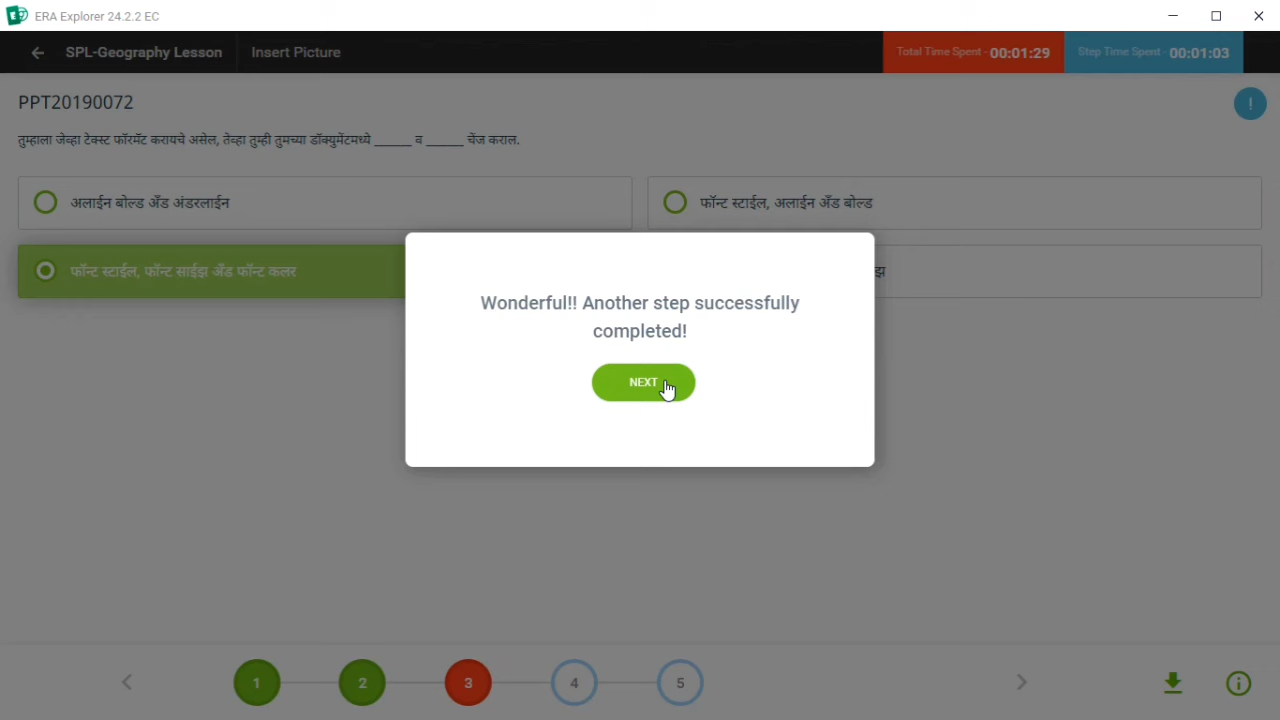 ERA Explorer 24.2.2 EC
SPL-Geography Lesson
Insert Picture
Total Time Spent - 00:01:29
Step Time Spent - 00:01:03
PPT20190072
तुम्हाला जेव्हा टेक्स्ट फॉरमॅट करायचे असेल, तेव्हा तुम्ही तुमच्या डॉक्युमेंटमध्ये ______ व ______ चेंज कराल.
अलाईन बोल्ड अँड अंडरलाईन
फॉन्ट स्टाईल, अलाईन अँड बोल्ड
फॉन्ट स्टाईल, फॉन्ट साईझ अँड फॉन्ट कलर
Wonderful!! Another step successfully
completed!
NEXT
1 2 3 4 5